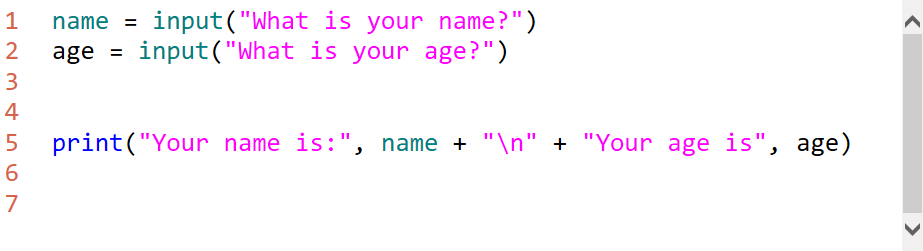 1 name = input("What is your name?")
2 age = input("What is your age?")
3
4
5 print("Your name is:", name + "\n" + "Your age is", age)
6
7